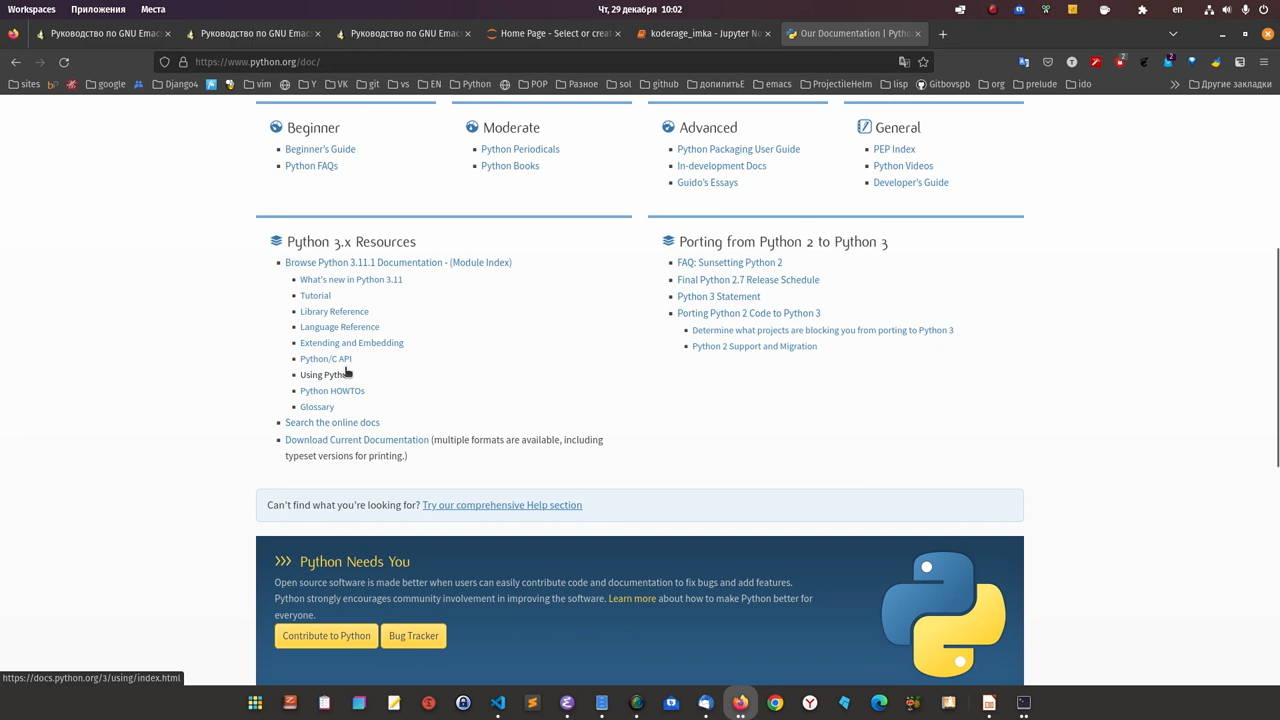 Workspaces Приложения Места
Чт, 29 декабря 10:02
en
Руководство по GNU Emac
Руководство по GNU Emac
Руководство по GNU Emac
Home Page - Select or creat
koderage_imka - Jupyter No
Our Documentation | Pytho
https://www.python.org/doc/
sites
google
Django4
vim
Y
VK
git
vs
EN
Python
POP
Разное
sol
github
допилитьЕ
emacs
ProjectileHelm
lisp
Gitbovspb
org
prelude
ido
Другие закладки
Beginner
Beginner's Guide
Python FAQs
Moderate
Python Periodicals
Python Books
Advanced
Python Packaging User Guide
In-development Docs
Guido's Essays
General
PEP Index
Python Videos
Developer's Guide
Python 3.x Resources
Browse Python 3.11.1 Documentation - (Module Index)
What's new in Python 3.11
Tutorial
Library Reference
Language Reference
Extending and Embedding
Python/C API
Using Python
Python HOWTOs
Glossary
Search the online docs
Download Current Documentation (multiple formats are available, including
typeset versions for printing.)
Porting from Python 2 to Python 3
FAQ: Sunsetting Python 2
Final Python 2.7 Release Schedule
Python 3 Statement
Porting Python 2 Code to Python 3
Determine what projects are blocking you from porting to Python 3
Python 2 Support and Migration
Can't find what you're looking for? Try our comprehensive Help section
>>> Python Needs You
Open source software is made better when users can easily contribute code and documentation to fix bugs and add features.
Python strongly encourages community involvement in improving the software. Learn more about how to make Python better for
everyone.
Contribute to Python
Bug Tracker
https://docs.python.org/3/using/index.html